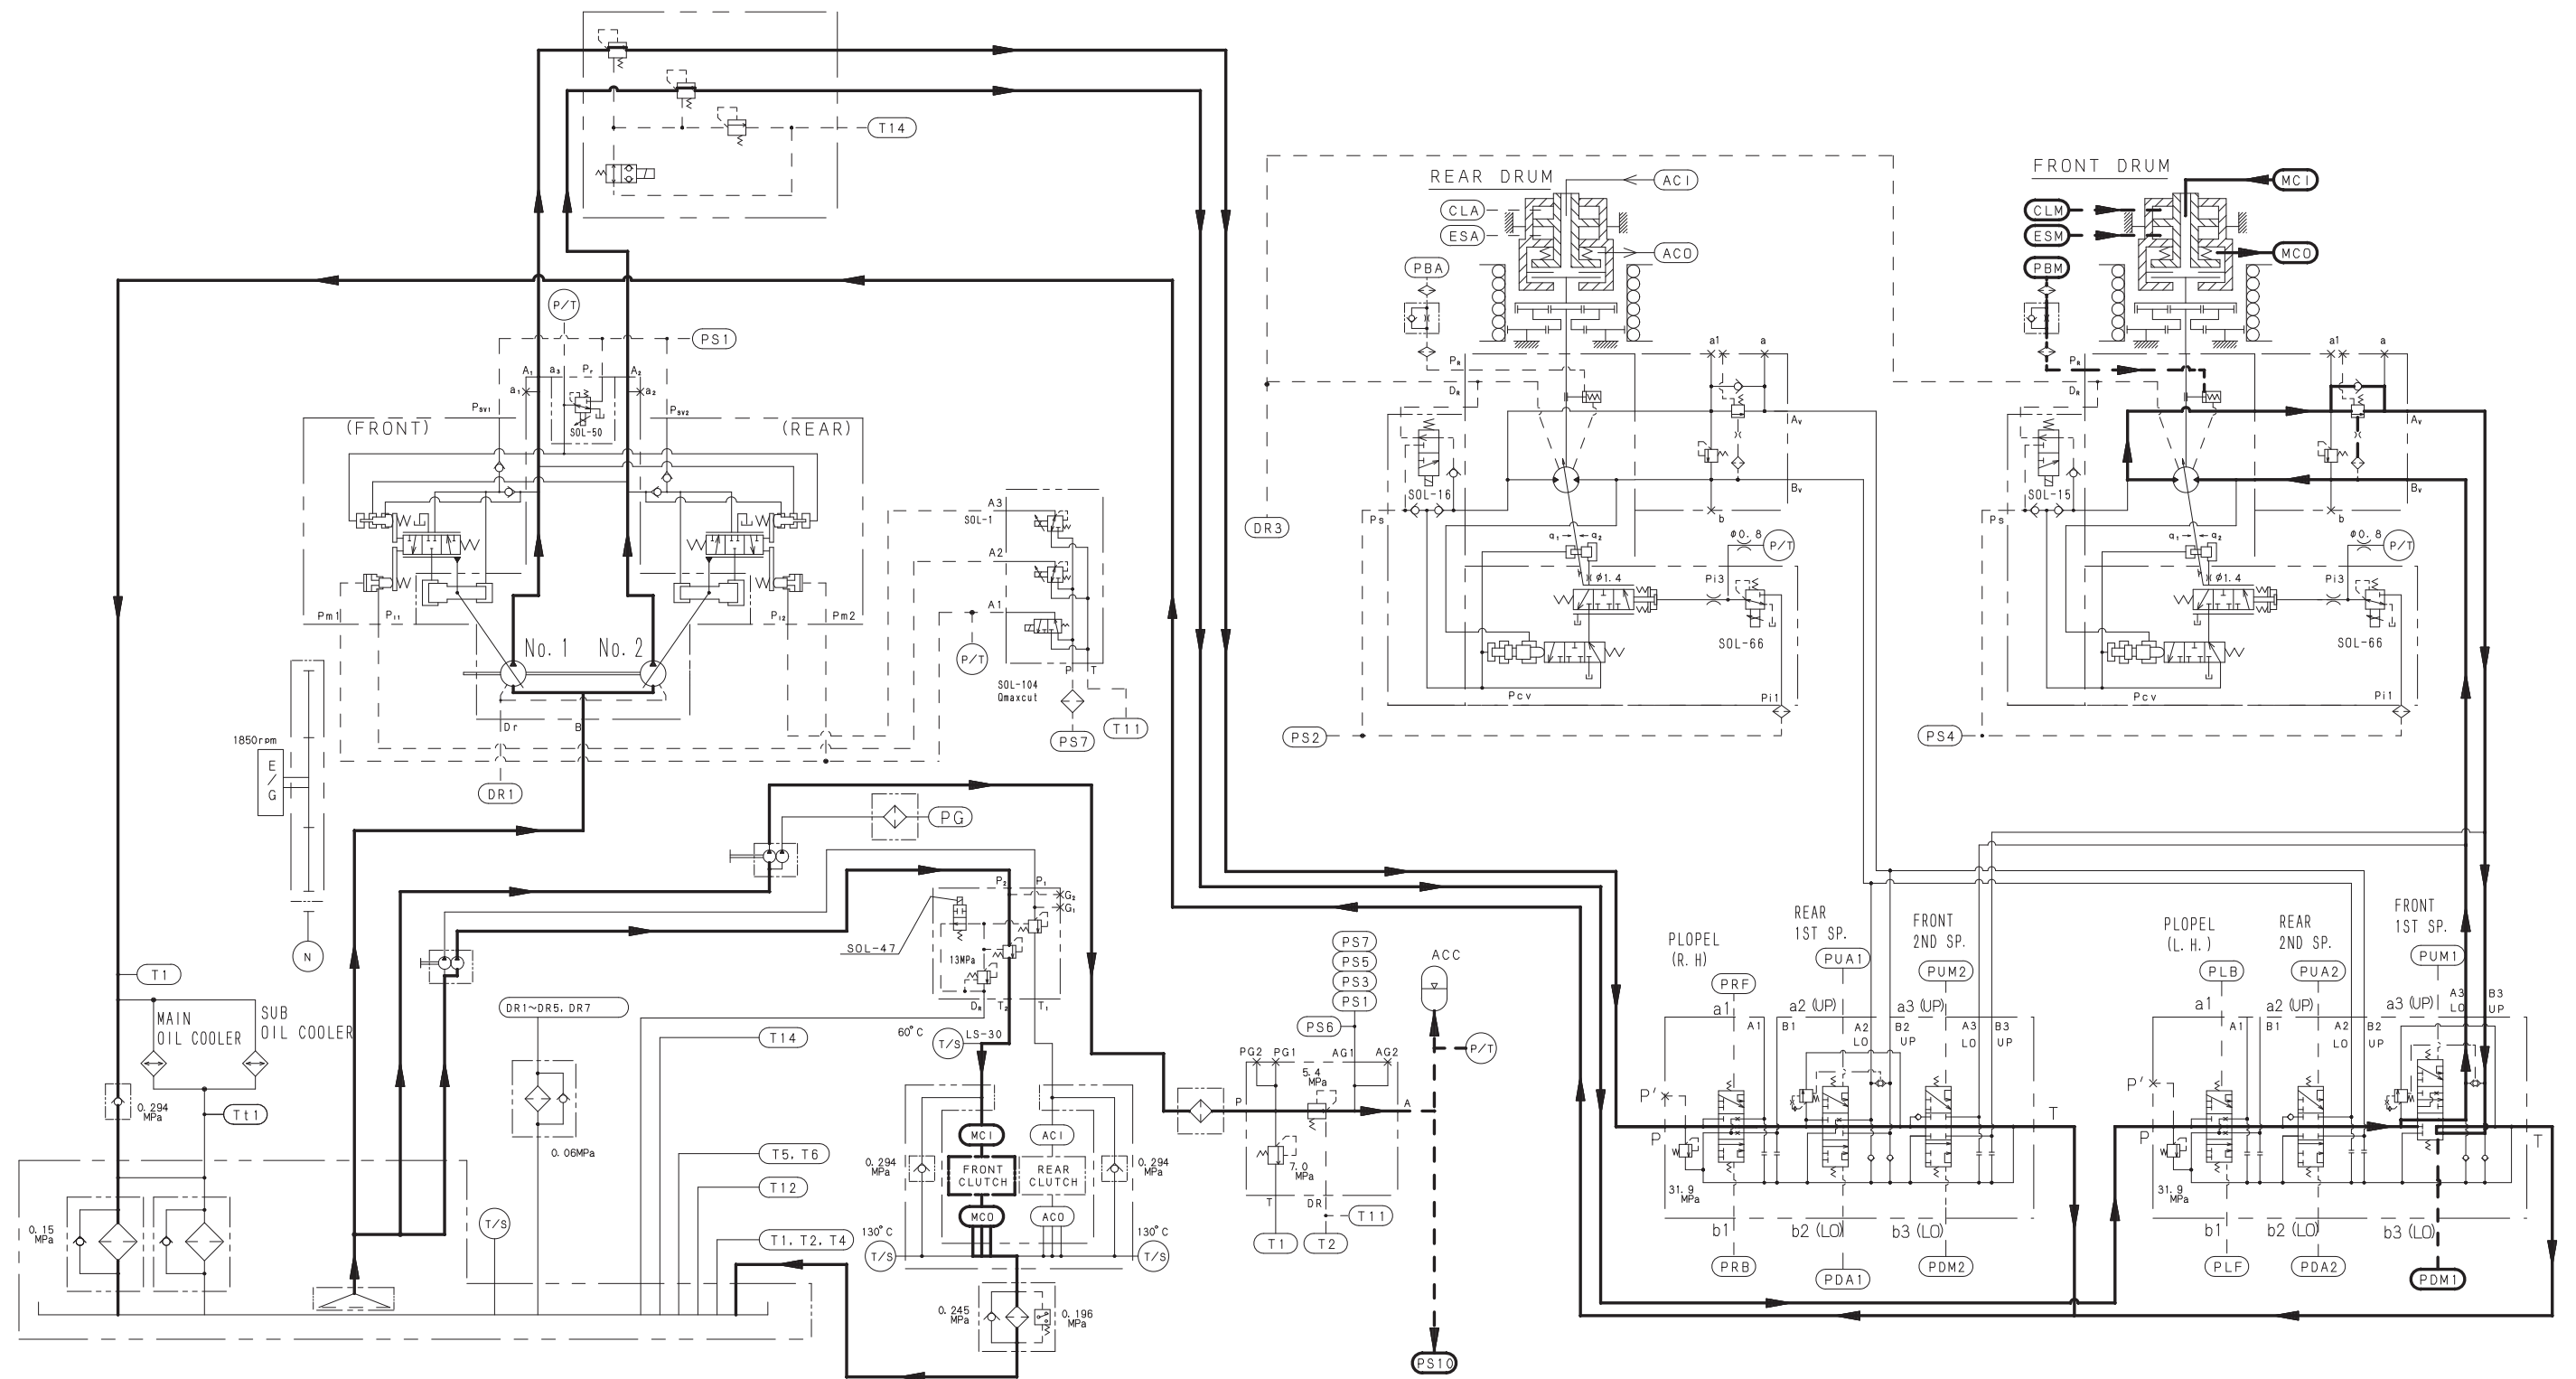 T14
REAR DRUM
ACI
CLA
ESA
ACO
PBA
FRONT DRUM
MCI
CLM
ESM
MCO
PBM
P/T
PS1
A1
a3
Pr
A2
a1
a2
PSV1
PSV2
SOL-50
(FRONT)
(REAR)
Pm1
Pi1
Pi2
Pm2
No.1
No.2
Dr
B
DR1
1850rpm
E/G
N
A3
SOL-1
A2
A1
P/T
P
T
SOL-104
Qmaxcut
T11
PS7
PR
DR
a1
a
SOL-16
AV
BV
Ps
b
DR3
q1
q2
φ0.8
P/T
φ1.4
Pi3
SOL-66
Pcv
Pi1
PS2
PR
DR
a1
a
SOL-15
AV
BV
Ps
b
q1
q2
φ0.8
P/T
φ1.4
Pi3
SOL-66
Pcv
Pi1
PS4
PG
P2
P1
G2
G1
SOL-47
13MPa
DR
T2
T1
T1
MAIN
OIL COOLER
SUB
OIL COOLER
0.294
MPa
Tt1
DR1~DR5, DR7
0.06MPa
T14
T5, T6
T12
T1, T2, T4
T/S
0.15
MPa
60°C
T/S
LS-30
MCI
ACI
0.294
MPa
FRONT
CLUTCH
REAR
CLUTCH
0.294
MPa
MCO
ACO
130°C
T/S
130°C
T/S
0.245
MPa
0.196
MPa
PS7
PS5
PS3
PS1
PS6
ACC
P/T
PG2
PG1
AG1
AG2
5.4
MPa
P
A
7.0
MPa
T
DR
T11
T1
T2
PS10
PLOPEL
(R.H)
REAR
1ST SP.
FRONT
2ND SP.
PRF
PUA1
PUM2
a1
a2 (UP)
a3 (UP)
A1
B1
A2
LO
B2
UP
A3
LO
B3
UP
P'
P
T
31.9
MPa
b1
b2 (LO)
b3 (LO)
PRB
PDA1
PDM2
PLOPEL
(L.H.)
REAR
2ND SP.
FRONT
1ST SP.
PLB
PUA2
PUM1
a1
a2 (UP)
a3 (UP)
A1
B1
A2
LO
B2
UP
A3
LO
B3
UP
P'
P
T
31.9
MPa
b1
b2 (LO)
b3 (LO)
PLF
PDA2
PDM1